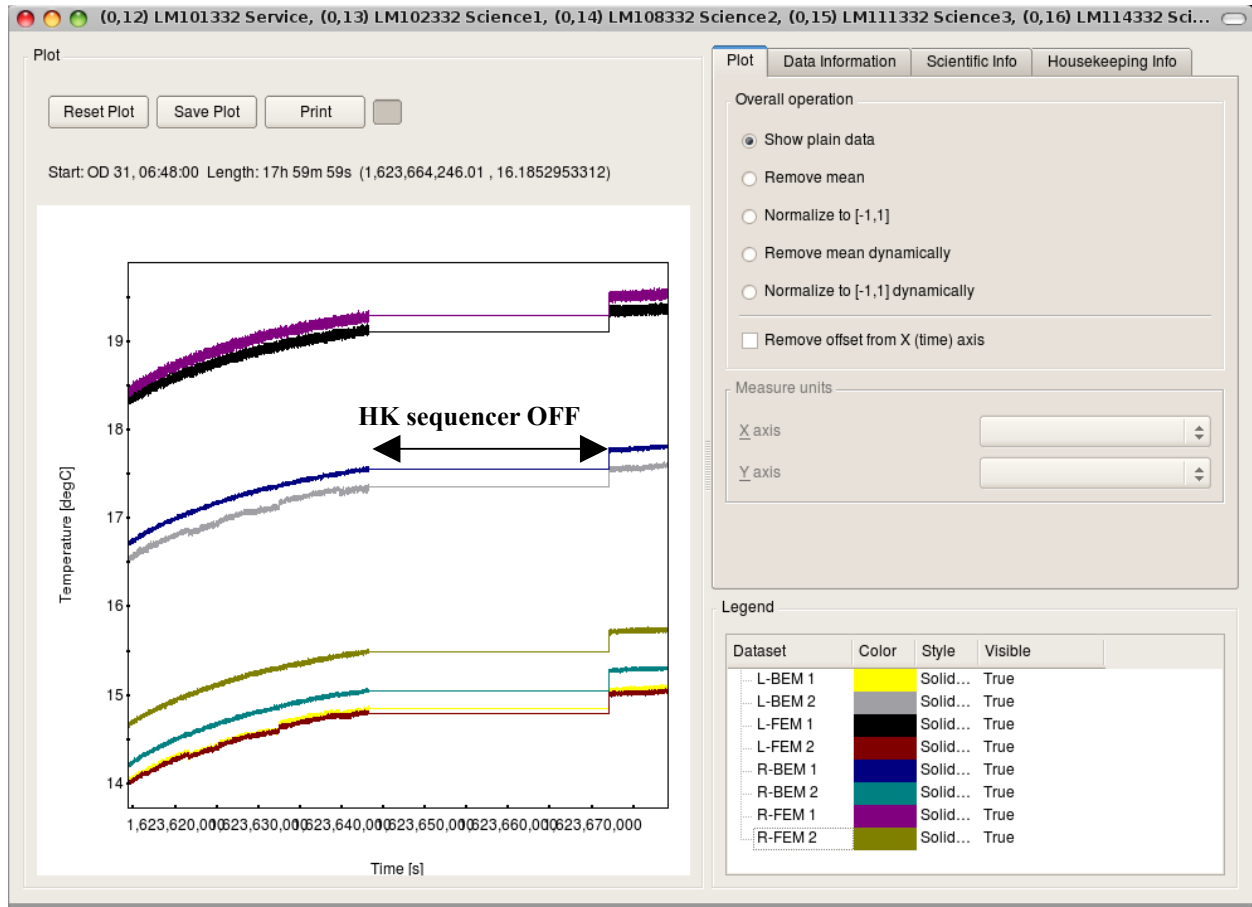 (0,12) LM101332 Service, (0,13) LM102332 Science1, (0,14) LM108332 Science2, (0,15) LM111332 Science3, (0,16) LM114332 Sci...
Plot
Reset Plot Save Plot Print
Start: OD 31, 06:48:00 Length: 17h 59m 59s (1,623,664,246.01 , 16.1852953312)
Temperature [degC]
19
18
17
16
15
14
HK sequencer OFF
1,623,620,000 1,623,630,000 1,623,640,000 1,623,650,000 1,623,660,000 1,623,670,000
Time [s]
Plot Data Information Scientific Info Housekeeping Info
Overall operation
Show plain data
Remove mean
Normalize to [-1,1]
Remove mean dynamically
Normalize to [-1,1] dynamically
Remove offset from X (time) axis
Measure units
X axis
Y axis
Legend
Dataset Color Style Visible
L-BEM 1 Solid... True
L-BEM 2 Solid... True
L-FEM 1 Solid... True
L-FEM 2 Solid... True
R-BEM 1 Solid... True
R-BEM 2 Solid... True
R-FEM 1 Solid... True
R-FEM 2 Solid... True